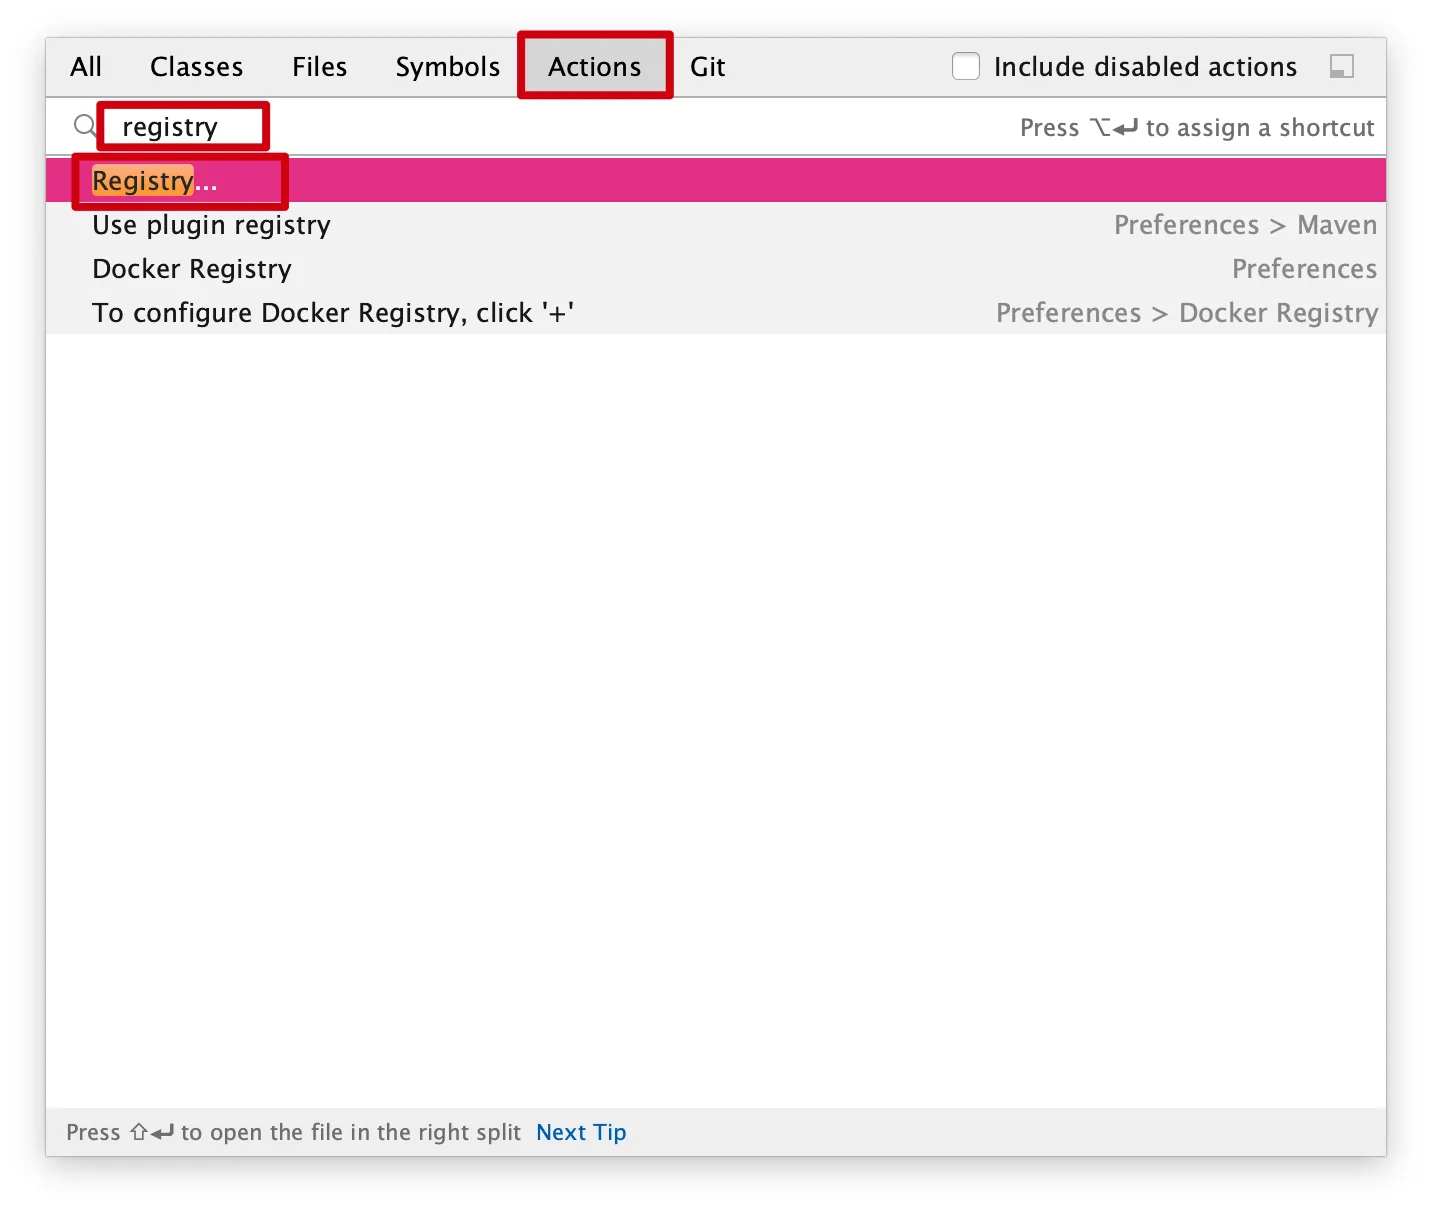 All Classes Files Symbols Actions Git Include disabled actions
registry Press ⌥↵ to assign a shortcut
Registry...
Use plugin registry Preferences > Maven
Docker Registry Preferences
To configure Docker Registry, click '+' Preferences > Docker Registry
Press ⇧↵ to open the file in the right split Next Tip